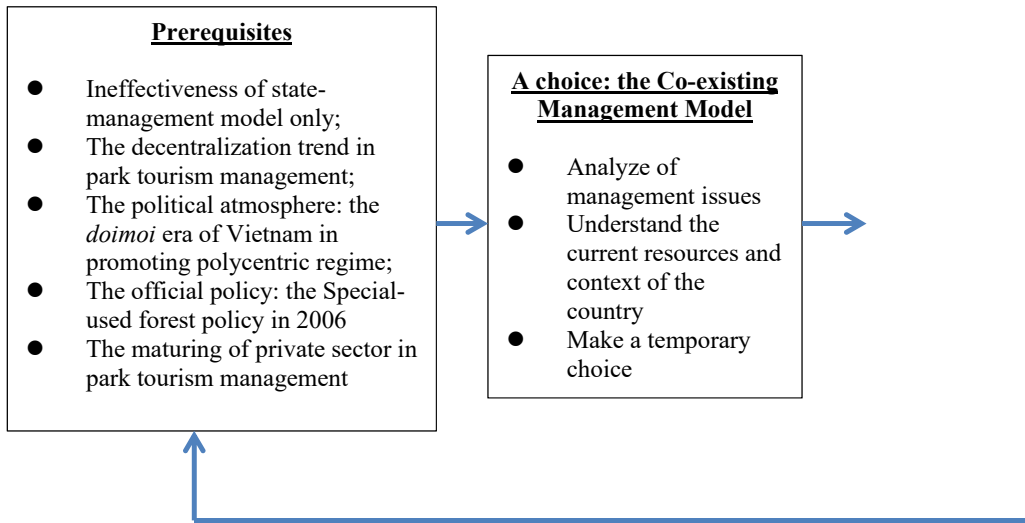 Prerequisites
● Ineffectiveness of state-
management model only;
● The decentralization trend in
park tourism management;
● The political atmosphere: the
doimoi era of Vietnam in
promoting polycentric regime;
● The official policy: the Special-
used forest policy in 2006
● The maturing of private sector in
park tourism management
A choice: the Co-existing
Management Model
● Analyze of
management issues
● Understand the
current resources and
context of the
country
● Make a temporary
choice